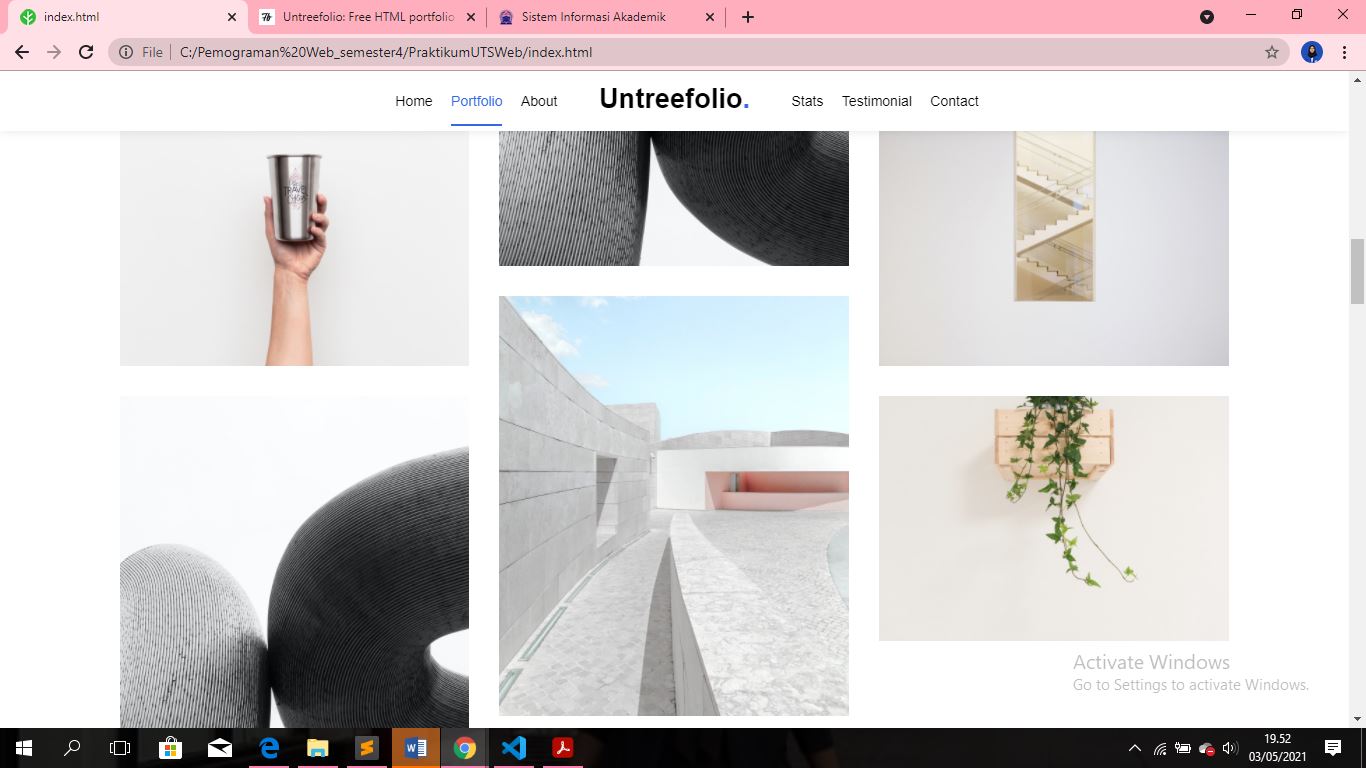 index.html
Untreefolio: Free HTML portfolio
Sistem Informasi Akademik
File
C:/Pemograman%20Web_semester4/PraktikumUTSWeb/index.html
Home
Portfolio
About
Untreefolio.
Stats
Testimonial
Contact
TRAVEL
Activate Windows
Go to Settings to activate Windows.
19.52
03/05/2021